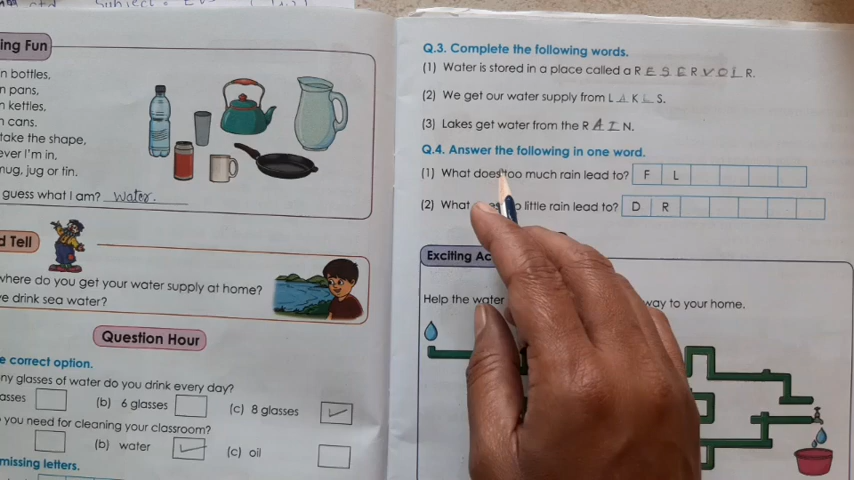 Subject:
ing Fun
n bottles,
n pans,
n kettles,
n cans.
take the shape,
ever I'm in,
mug, jug or tin.
guess what I am? Water.
d Tell
where do you get your water supply at home?
ve drink sea water?
Question Hour
e correct option.
ny glasses of water do you drink every day?
asses (b) 6 glasses (c) 8 glasses
you need for cleaning your classroom?
(b) water (c) oil
missing letters.
Q.3. Complete the following words.
(1) Water is stored in a place called a R E S E R V O I R.
(2) We get our water supply from L A K E S.
(3) Lakes get water from the R A I N.
Q.4. Answer the following in one word.
(1) What does too much rain lead to? F L
(2) What little rain lead to? D R
Exciting Ac
Help the water way to your home.